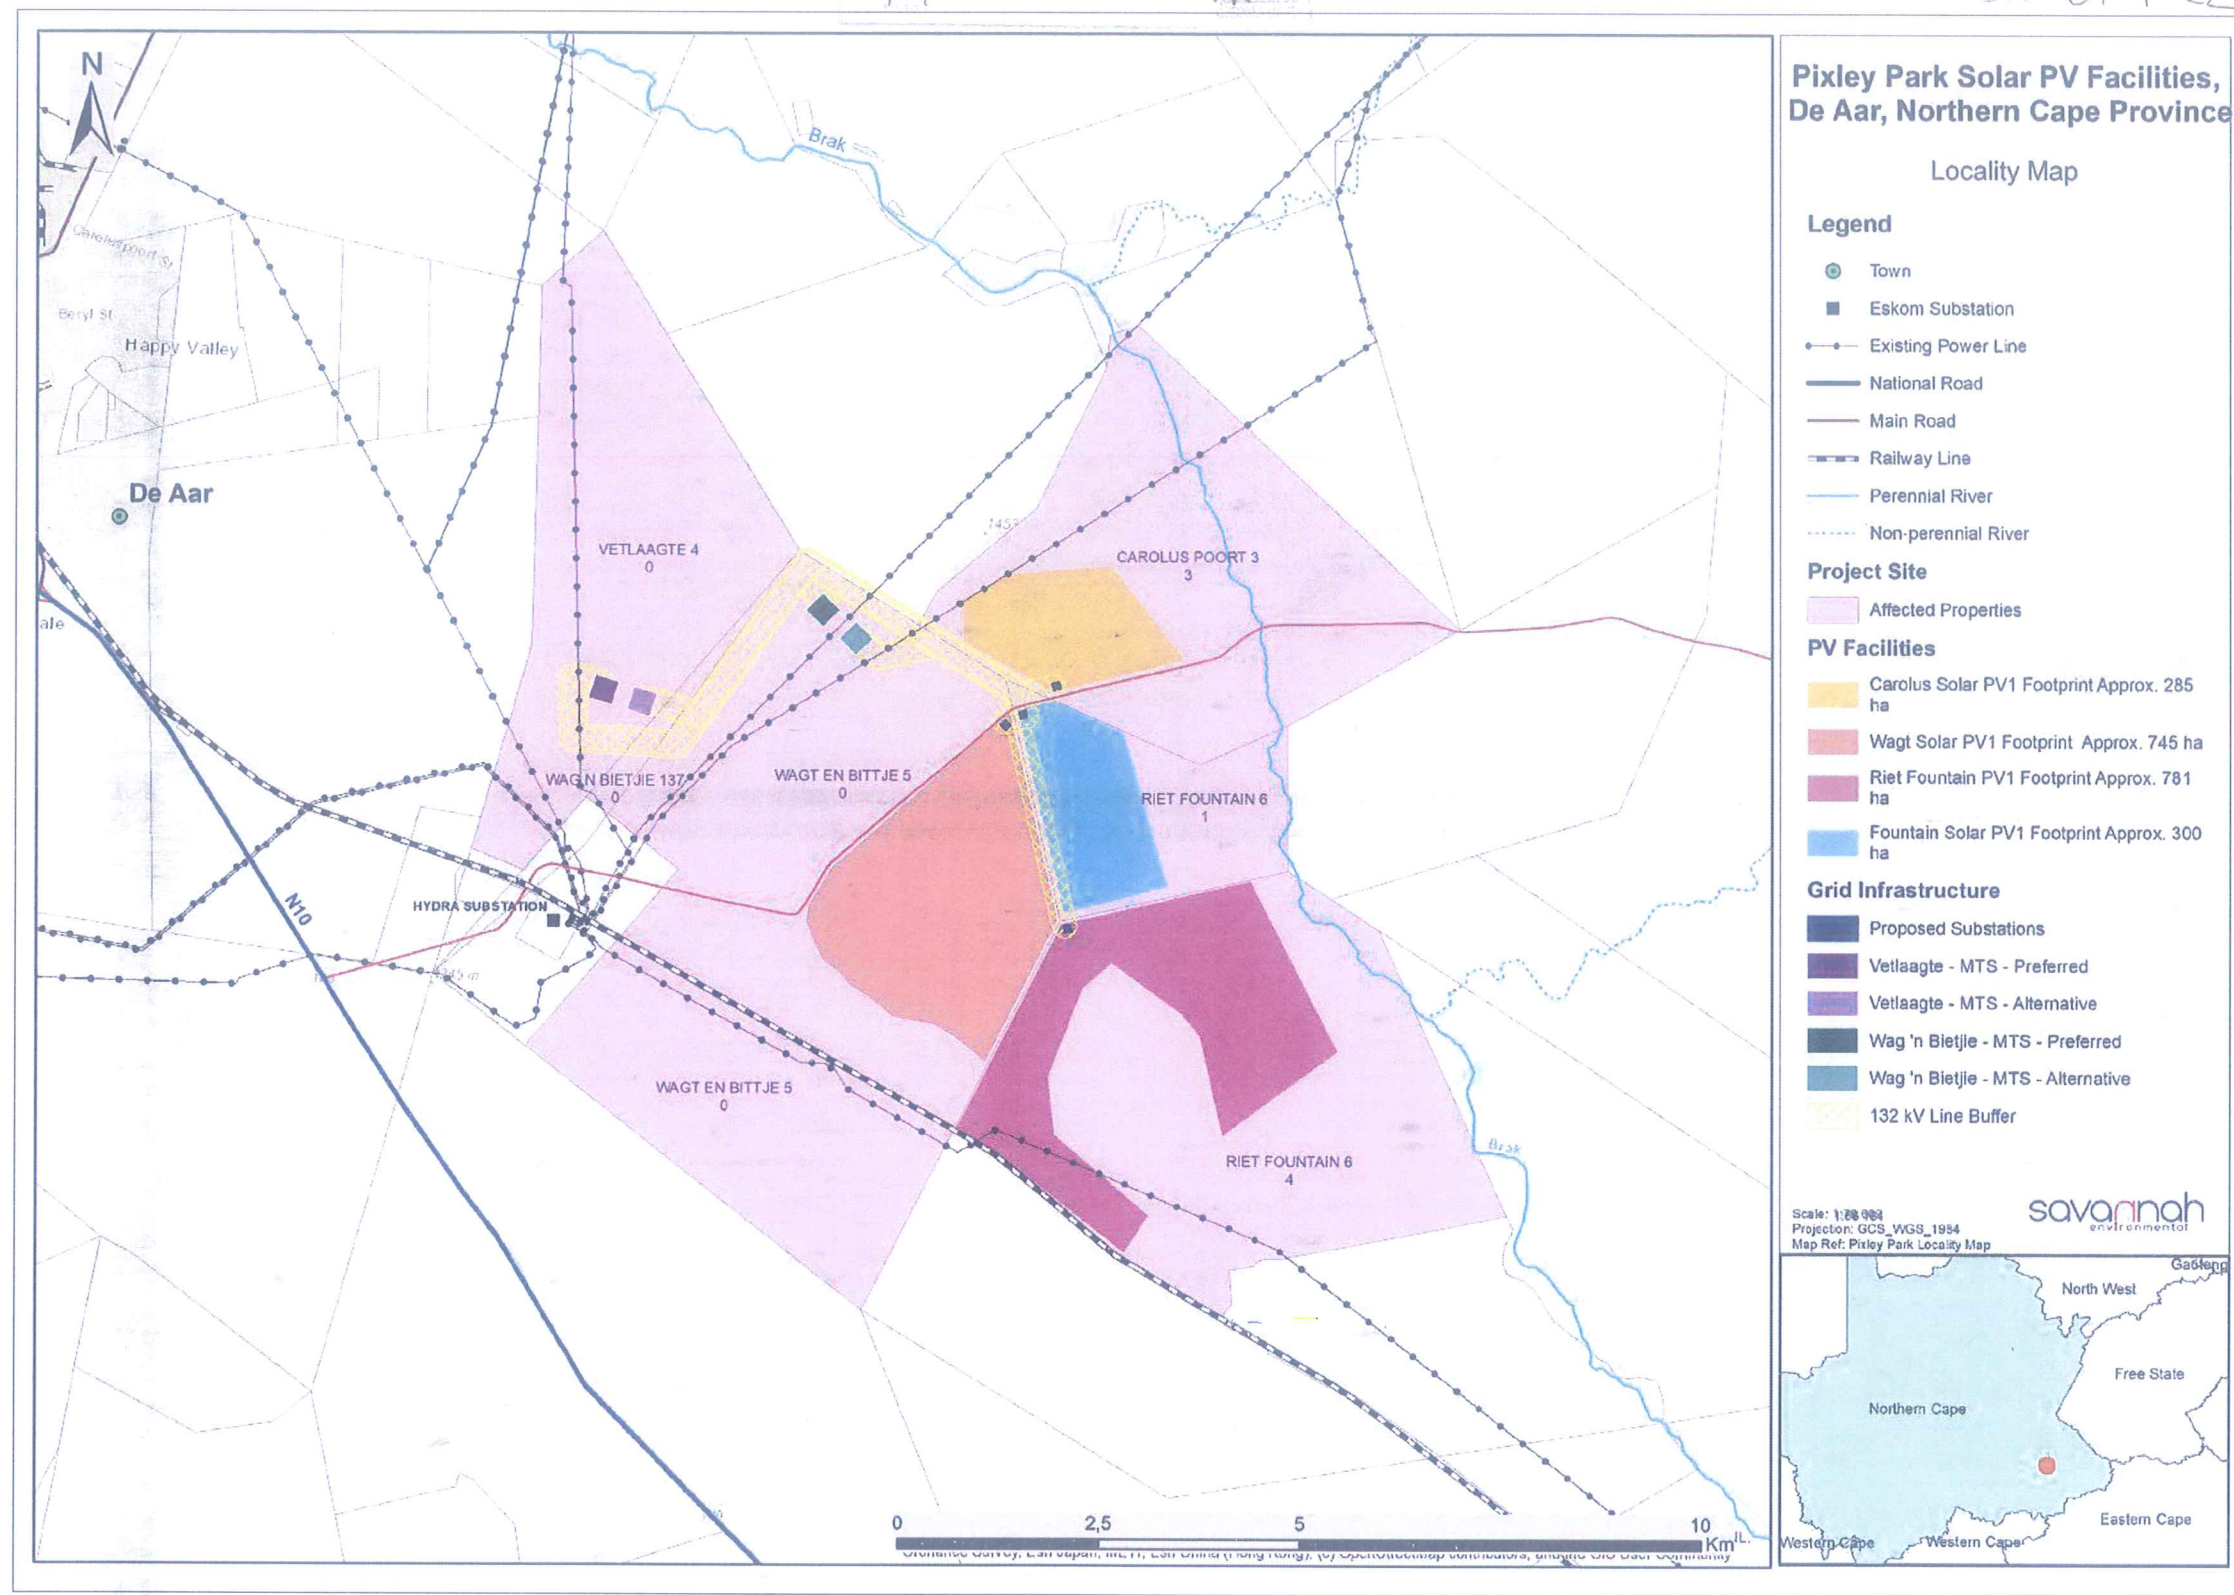 N
Brak
Caroluspoort St
Beryl St
Happy Valley
De Aar
ale
N10
VETLAAGTE 4
0
CAROLUS POORT 3
3
WAG N BIETJIE 137
0
WAGT EN BITTJE 5
0
RIET FOUNTAIN 6
1
HYDRA SUBSTATION
WAGT EN BITTJE 5
0
RIET FOUNTAIN 6
4
Brak
0 2,5 5 10
Km
Pixley Park Solar PV Facilities,
De Aar, Northern Cape Province
Locality Map
Legend
Town
Eskom Substation
Existing Power Line
National Road
Main Road
Railway Line
Perennial River
Non-perennial River
Project Site
Affected Properties
PV Facilities
Carolus Solar PV1 Footprint Approx. 285
ha
Wagt Solar PV1 Footprint Approx. 745 ha
Riet Fountain PV1 Footprint Approx. 781
ha
Fountain Solar PV1 Footprint Approx. 300
ha
Grid Infrastructure
Proposed Substations
Vetlaagte - MTS - Preferred
Vetlaagte - MTS - Alternative
Wag 'n Bietjie - MTS - Preferred
Wag 'n Bietjie - MTS - Alternative
132 kV Line Buffer
Scale:
Projection: GCS_WGS_1984
Map Ref: Pixley Park Locality Map
savannah
environmental
Gauteng
North West
Free State
Northern Cape
Eastern Cape
Western Cape
Western Cape